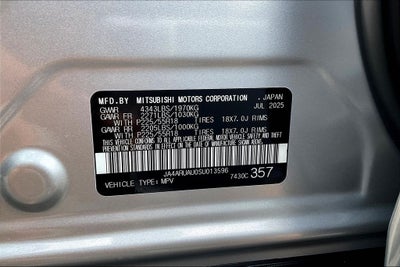 MFD.BY MITSUBISHI MOTORS CORPORATION , JAPAN
GVWR 4343LBS/1970KG JUL 2025
GAWR FR 2271LBS/1030KG
WITH P225/55R18 TIRES 18X7.0J RIMS
GAWR RR 2205LBS/1000KG
WITH P225/55R18 TIRES 18X7.0J RIMS
THIS VEHICLE CONFORMS TO ALL APPLICABLE FEDERAL
MOTOR VEHICLE SAFETY AND THEFT PREVENTION STANDARDS
IN EFFECT ON THE DATE OF MANUFACTURE SHOWN ABOVE.
JA4ARUAU0SU013596 7430C 357
VEHICLE TYPE: MPV